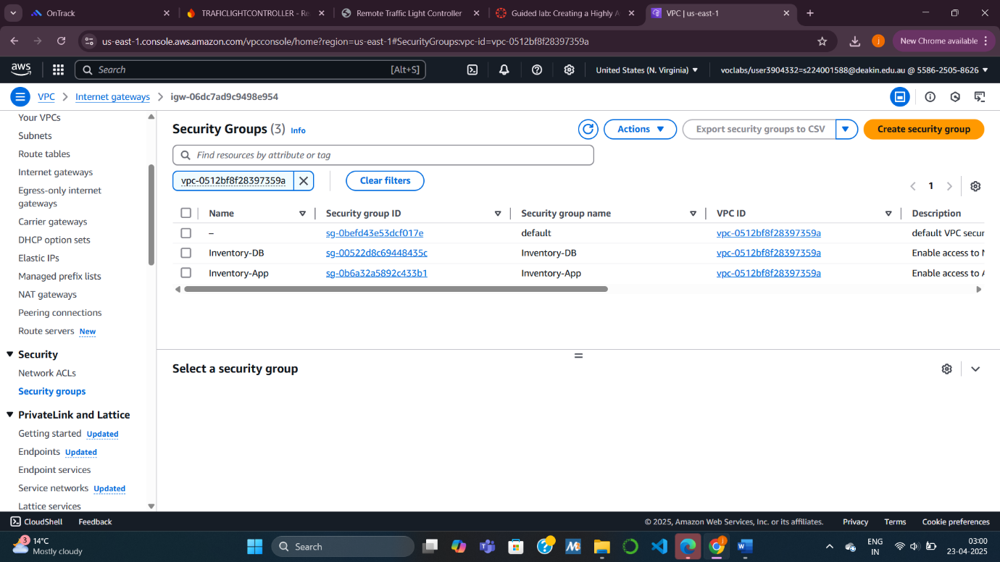 OnTrack
TRAFICLIGHTCONTROLLER - Re
Remote Traffic Light Controller
Guided lab: Creating a Highly A
VPC | us-east-1
us-east-1.console.aws.amazon.com/vpcconsole/home?region=us-east-1#SecurityGroups:vpc-id=vpc-0512bf8f28397359a
New Chrome available
aws
Search
[Alt+S]
United States (N. Virginia)
voclabs/user3904332=s224001588@deakin.edu.au @ 5586-2505-8626
VPC
Internet gateways
igw-06dc7ad9c9498e954
Your VPCs
Subnets
Route tables
Internet gateways
Egress-only internet
gateways
Carrier gateways
DHCP option sets
Elastic IPs
Managed prefix lists
NAT gateways
Peering connections
Route servers New
Security
Network ACLs
Security groups
PrivateLink and Lattice
Getting started Updated
Endpoints Updated
Endpoint services
Service networks Updated
Lattice services
Security Groups (3) Info
Actions
Export security groups to CSV
Create security group
Find resources by attribute or tag
vpc-0512bf8f28397359a
Clear filters
1
Name Security group ID Security group name VPC ID Description
– sg-0befd43e53dcf017e default vpc-0512bf8f28397359a default VPC secur
Inventory-DB sg-00522d8c69448435c Inventory-DB vpc-0512bf8f28397359a Enable access to
Inventory-App sg-0b6a32a5892c433b1 Inventory-App vpc-0512bf8f28397359a Enable access to A
Select a security group
CloudShell
Feedback
© 2025, Amazon Web Services, Inc. or its affiliates.
Privacy
Terms
Cookie preferences
3
14°C
Mostly cloudy
Search
ENG
IN
03:00
23-04-2025